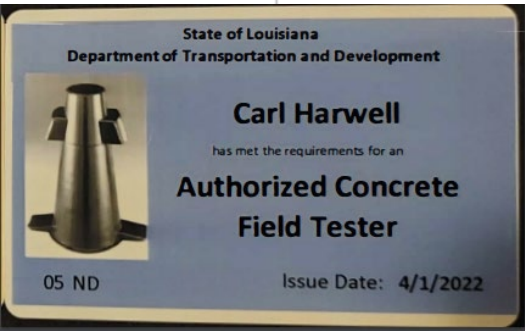 State of Louisiana
Department of Transportation and Development
Carl Harwell
has met the requirements for an
Authorized Concrete
Field Tester
05 ND
Issue Date: 4/1/2022